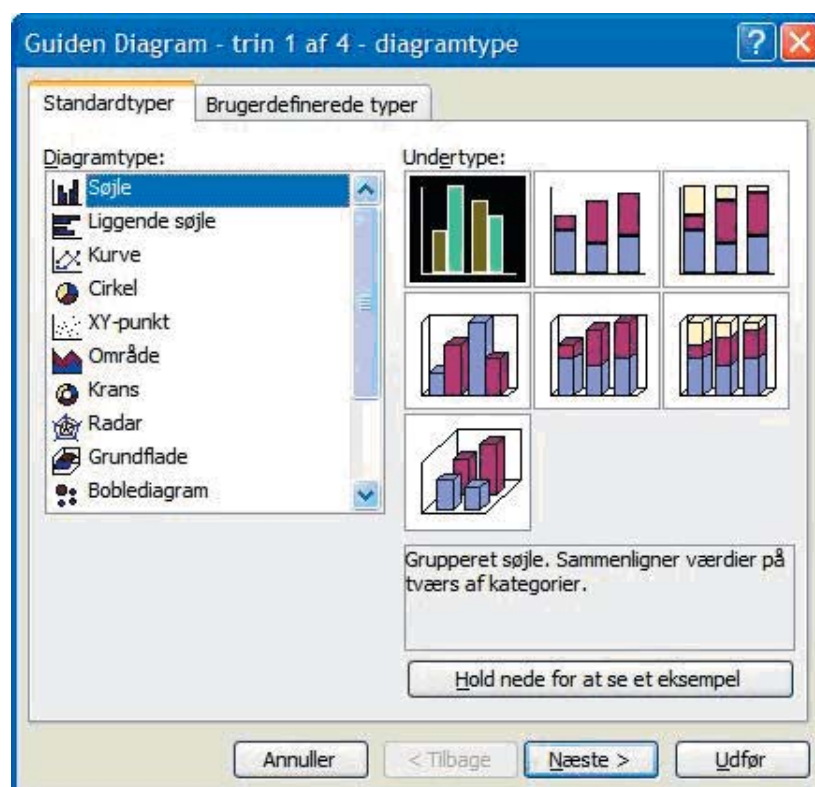 Guiden Diagram - trin 1 af 4 - diagramtype
Standardtyper
Brugerdefinerede typer
Diagramtype:
Søjle
Liggende søjle
Kurve
Cirkel
XY-punkt
Område
Krans
Radar
Grundflade
Boblediagram
Undertype:
Grupperet søjle. Sammenligner værdier på
tværs af kategorier.
Hold nede for at se et eksempel
Annuller
< Tilbage
Næste >
Udfør